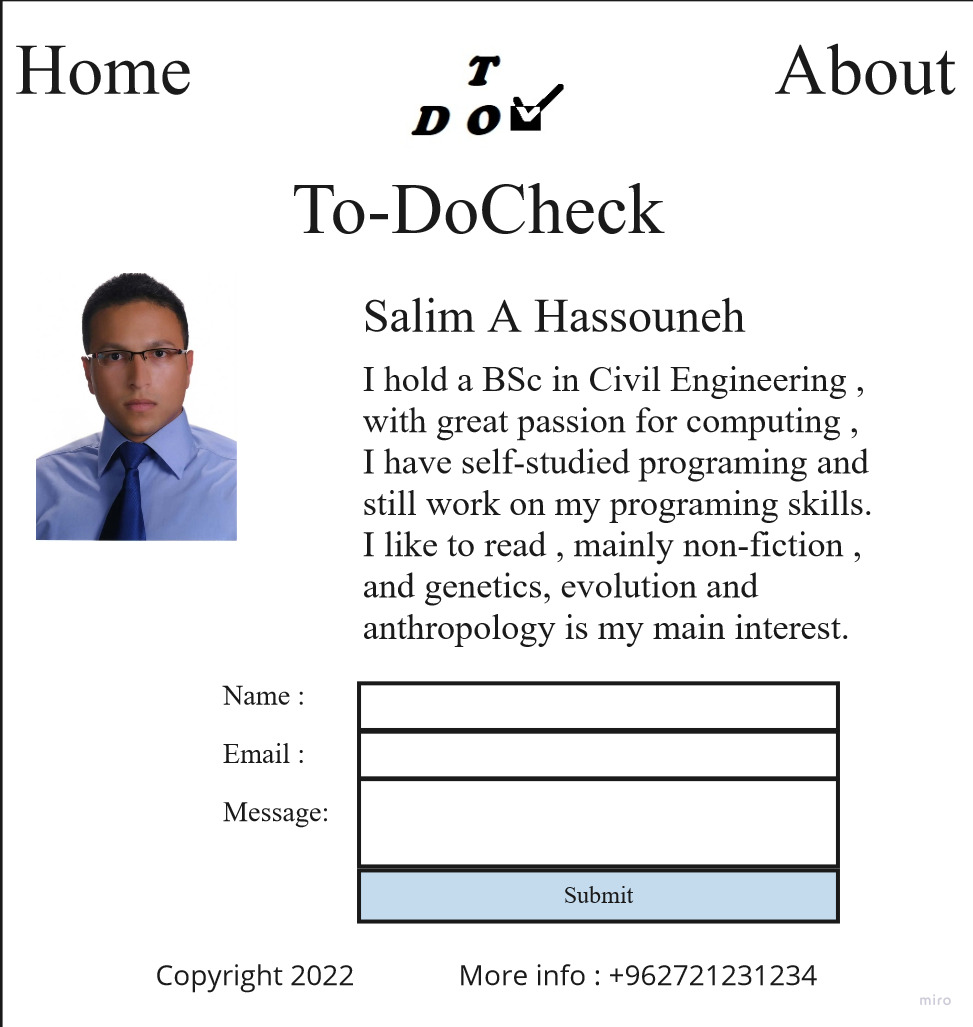 Home
T
DO
About
To-DoCheck
Salim A Hassouneh
I hold a BSc in Civil Engineering ,
with great passion for computing ,
I have self-studied programing and
still work on my programing skills.
I like to read , mainly non-fiction ,
and genetics, evolution and
anthropology is my main interest.
Name :
Email :
Message:
Submit
Copyright 2022 More info : +962721231234
miro